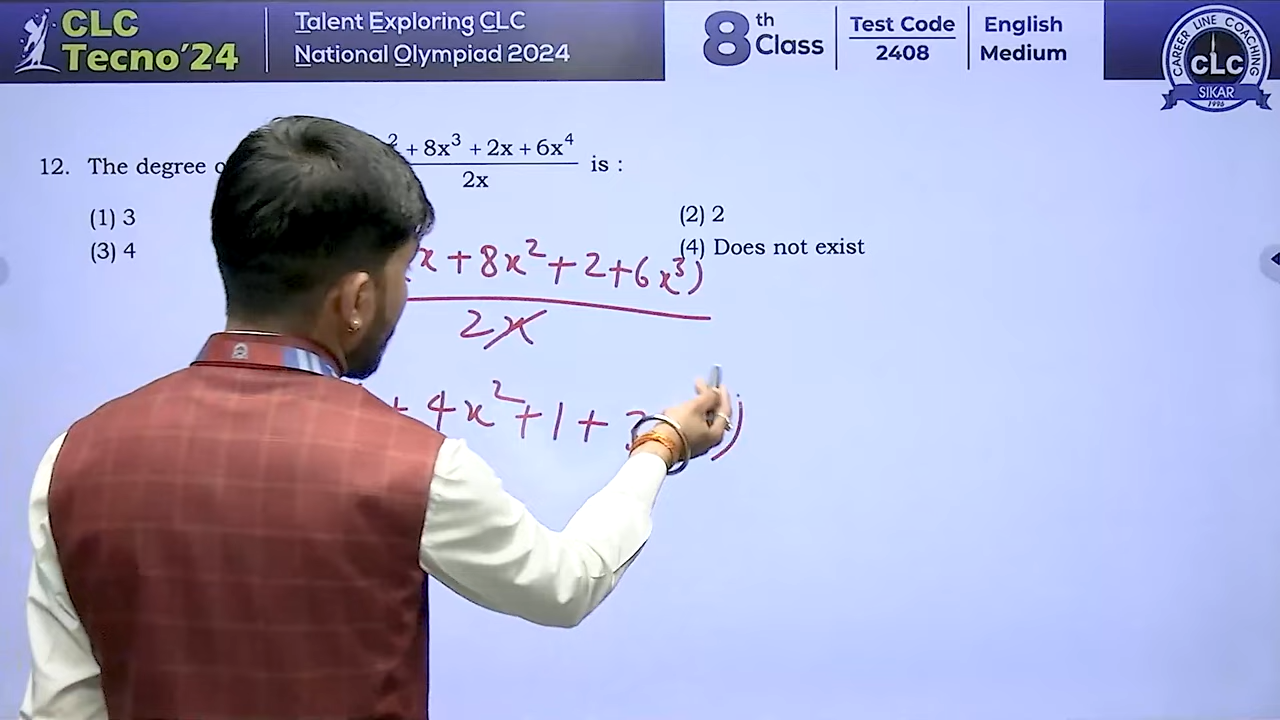 CLC
Tecno'24
Talent Exploring CLC
National Olympiad 2024
8th
Class
Test Code
2408
English
Medium
CAREER LINE COACHING
CLC
SIKAR
1996
12. The degree
2 + 8x³ + 2x + 6x⁴
2x
is :
(1) 3
(2) 2
(3) 4
(4) Does not exist
x + 8x² + 2 + 6x³)
2x
+ 4x² + 1 + 3 )